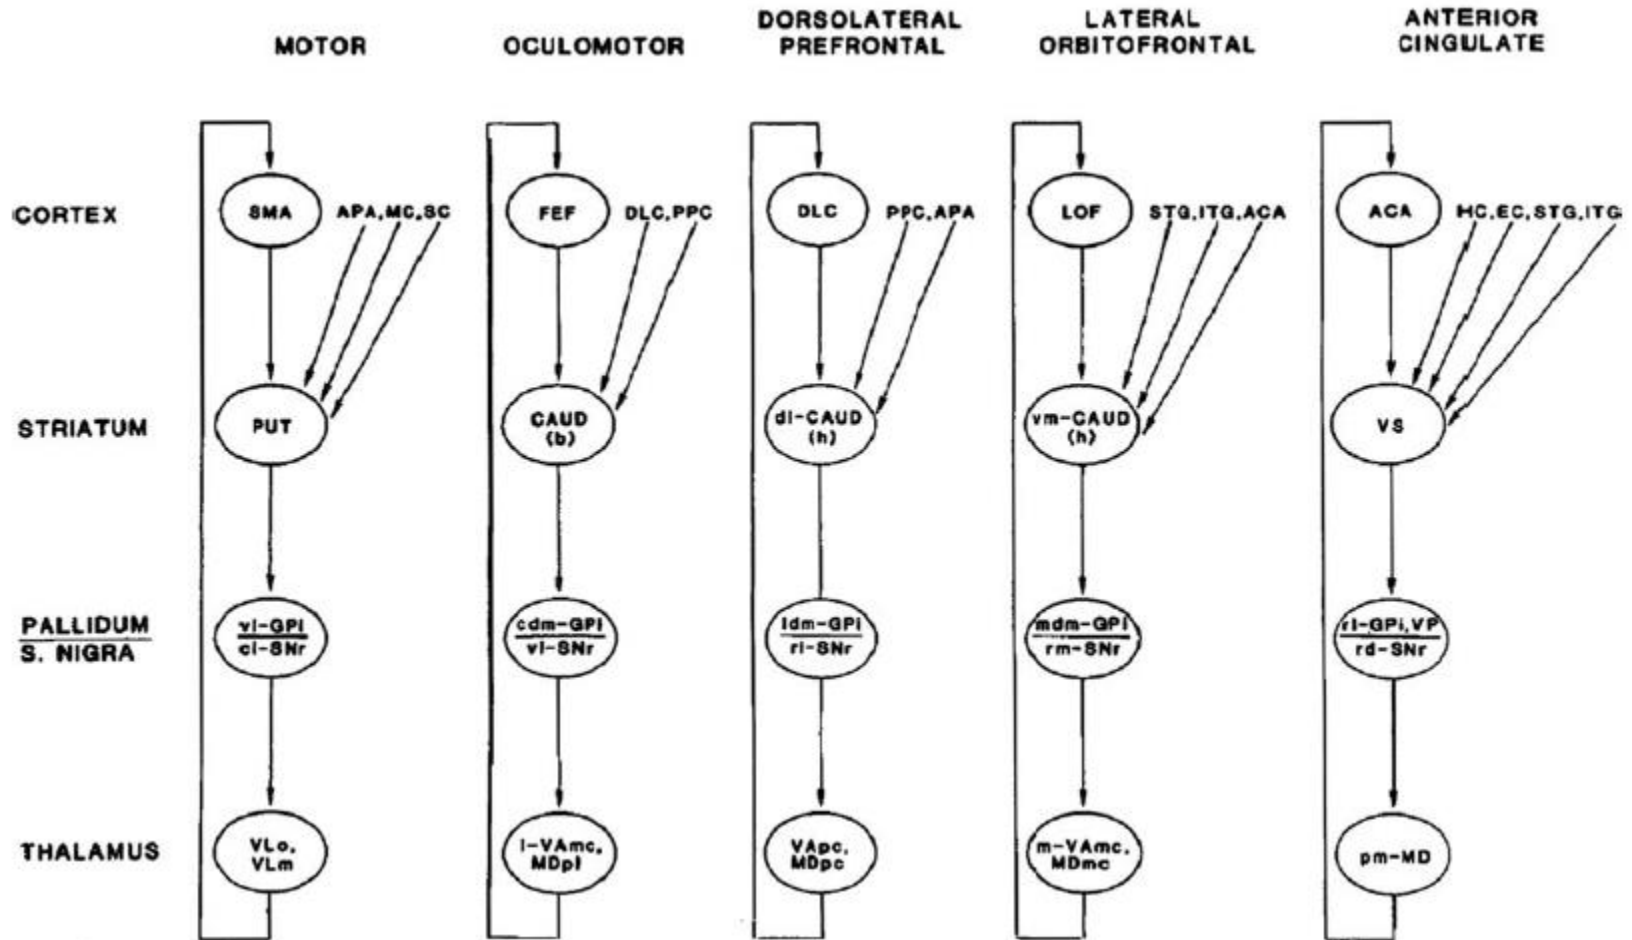 MOTOR
OCULOMOTOR
DORSOLATERAL
PREFRONTAL
LATERAL
ORBITOFRONTAL
ANTERIOR
CINGULATE
CORTEX
SMA
APA,MC,SC
FEF
DLC,PPC
DLC
PPC,APA
LOF
STG,ITG,ACA
ACA
HC,EC,STG,ITG
STRIATUM
PUT
CAUD
(b)
dl-CAUD
(h)
vm-CAUD
(h)
VS
PALLIDUM
S. NIGRA
vl-GPi
cl-SNr
cdm-GPi
vl-SNr
ldm-GPi
rl-SNr
mdm-GPi
rm-SNr
rl-GPi,VP
rd-SNr
THALAMUS
VLo,
VLm
l-VAmc,
MDpl
VApc,
MDpc
m-VAmc,
MDmc
pm-MD